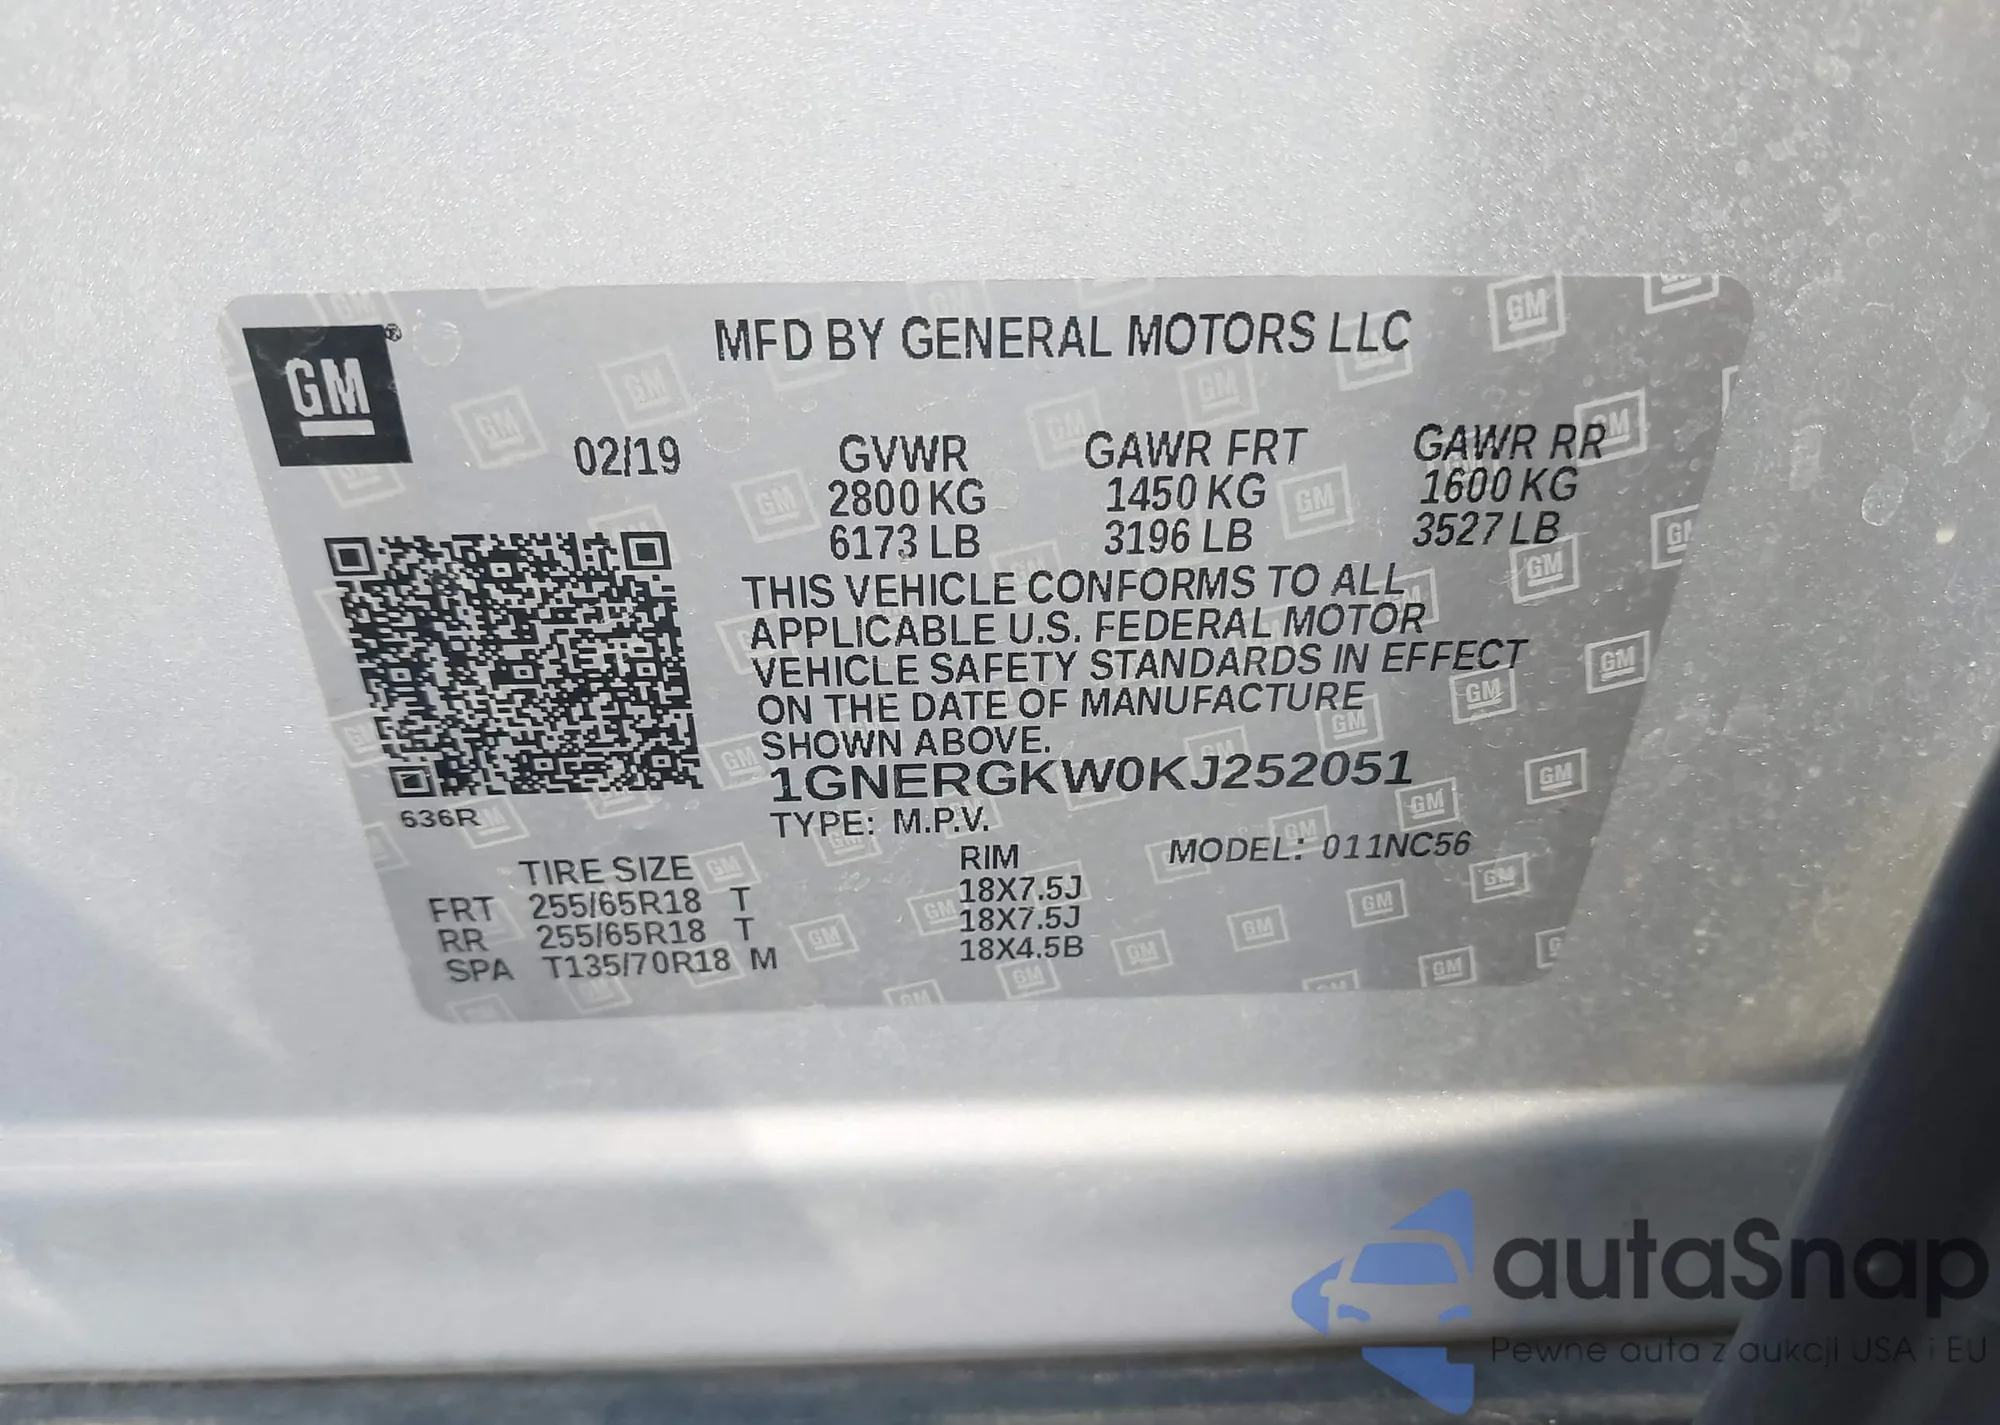 GM®
MFD BY GENERAL MOTORS LLC
02/19 GVWR GAWR FRT GAWR RR
2800 KG 1450 KG 1600 KG
6173 LB 3196 LB 3527 LB
THIS VEHICLE CONFORMS TO ALL
APPLICABLE U.S. FEDERAL MOTOR
VEHICLE SAFETY STANDARDS IN EFFECT
ON THE DATE OF MANUFACTURE
SHOWN ABOVE.
1GNERGKW0KJ252051
636R
TYPE: M.P.V.
MODEL: 011NC56
TIRE SIZE RIM
FRT 255/65R18 T 18X7.5J
RR 255/65R18 T 18X7.5J
SPA T135/70R18 M 18X4.5B
autaSnap
Pewne auta z aukcji USA i EU